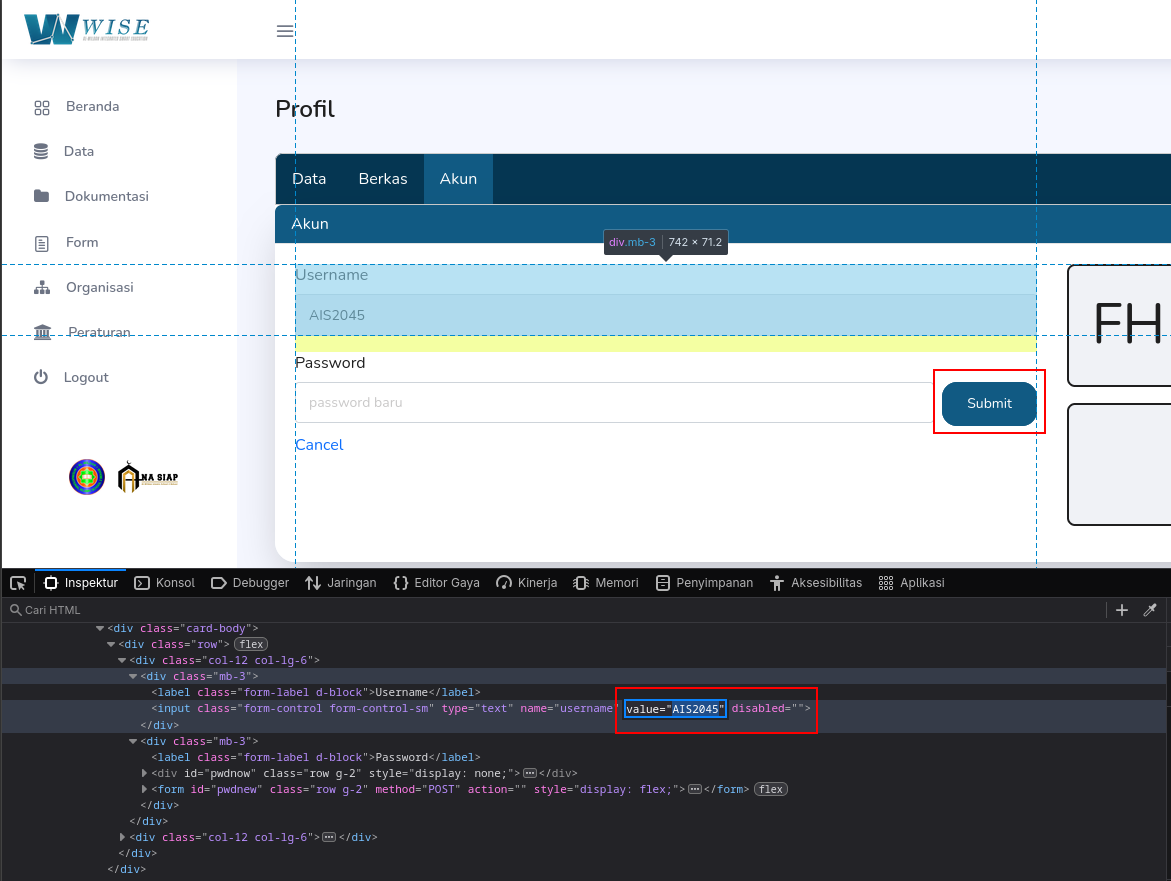 WISE
Beranda
Data
Dokumentasi
Form
Organisasi
Peraturan
Logout
NA SIAP
Profil
Data Berkas Akun
Akun
div.mb-3 742 × 71.2
Username
AIS2045
Password
password baru
Submit
Cancel
FH
Inspektur Konsol Debugger Jaringan Editor Gaya Kinerja Memori Penyimpanan Aksesibilitas Aplikasi
Cari HTML
<div class="card-body">
<div class="row"> flex
<div class="col-12 col-lg-6">
<div class="mb-3">
<label class="form-label d-block">Username</label>
<input class="form-control form-control-sm" type="text" name="username" value="AIS2045" disabled="">
</div>
<div class="mb-3">
<label class="form-label d-block">Password</label>
<div id="pwdnow" class="row g-2" style="display: none;">…</div>
<form id="pwdnew" class="row g-2" method="POST" action="" style="display: flex;">…</form> flex
</div>
</div>
<div class="col-12 col-lg-6">…</div>
</div>
</div>